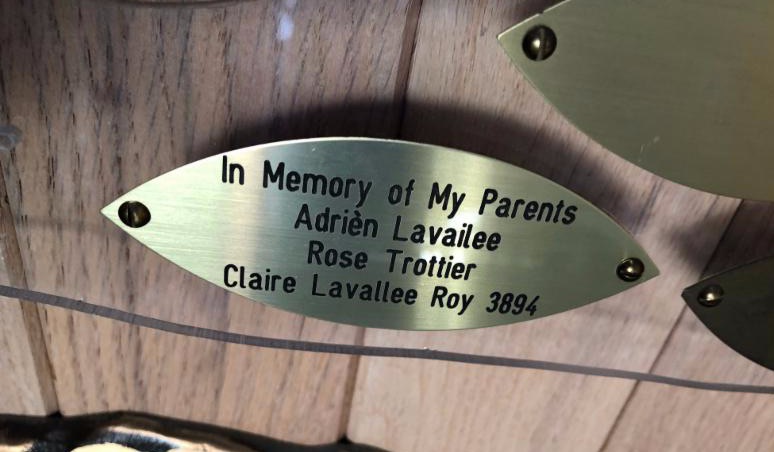 In Memory of My Parents
Adrièn Lavailee
Rose Trottier
Claire Lavallee Roy 3894